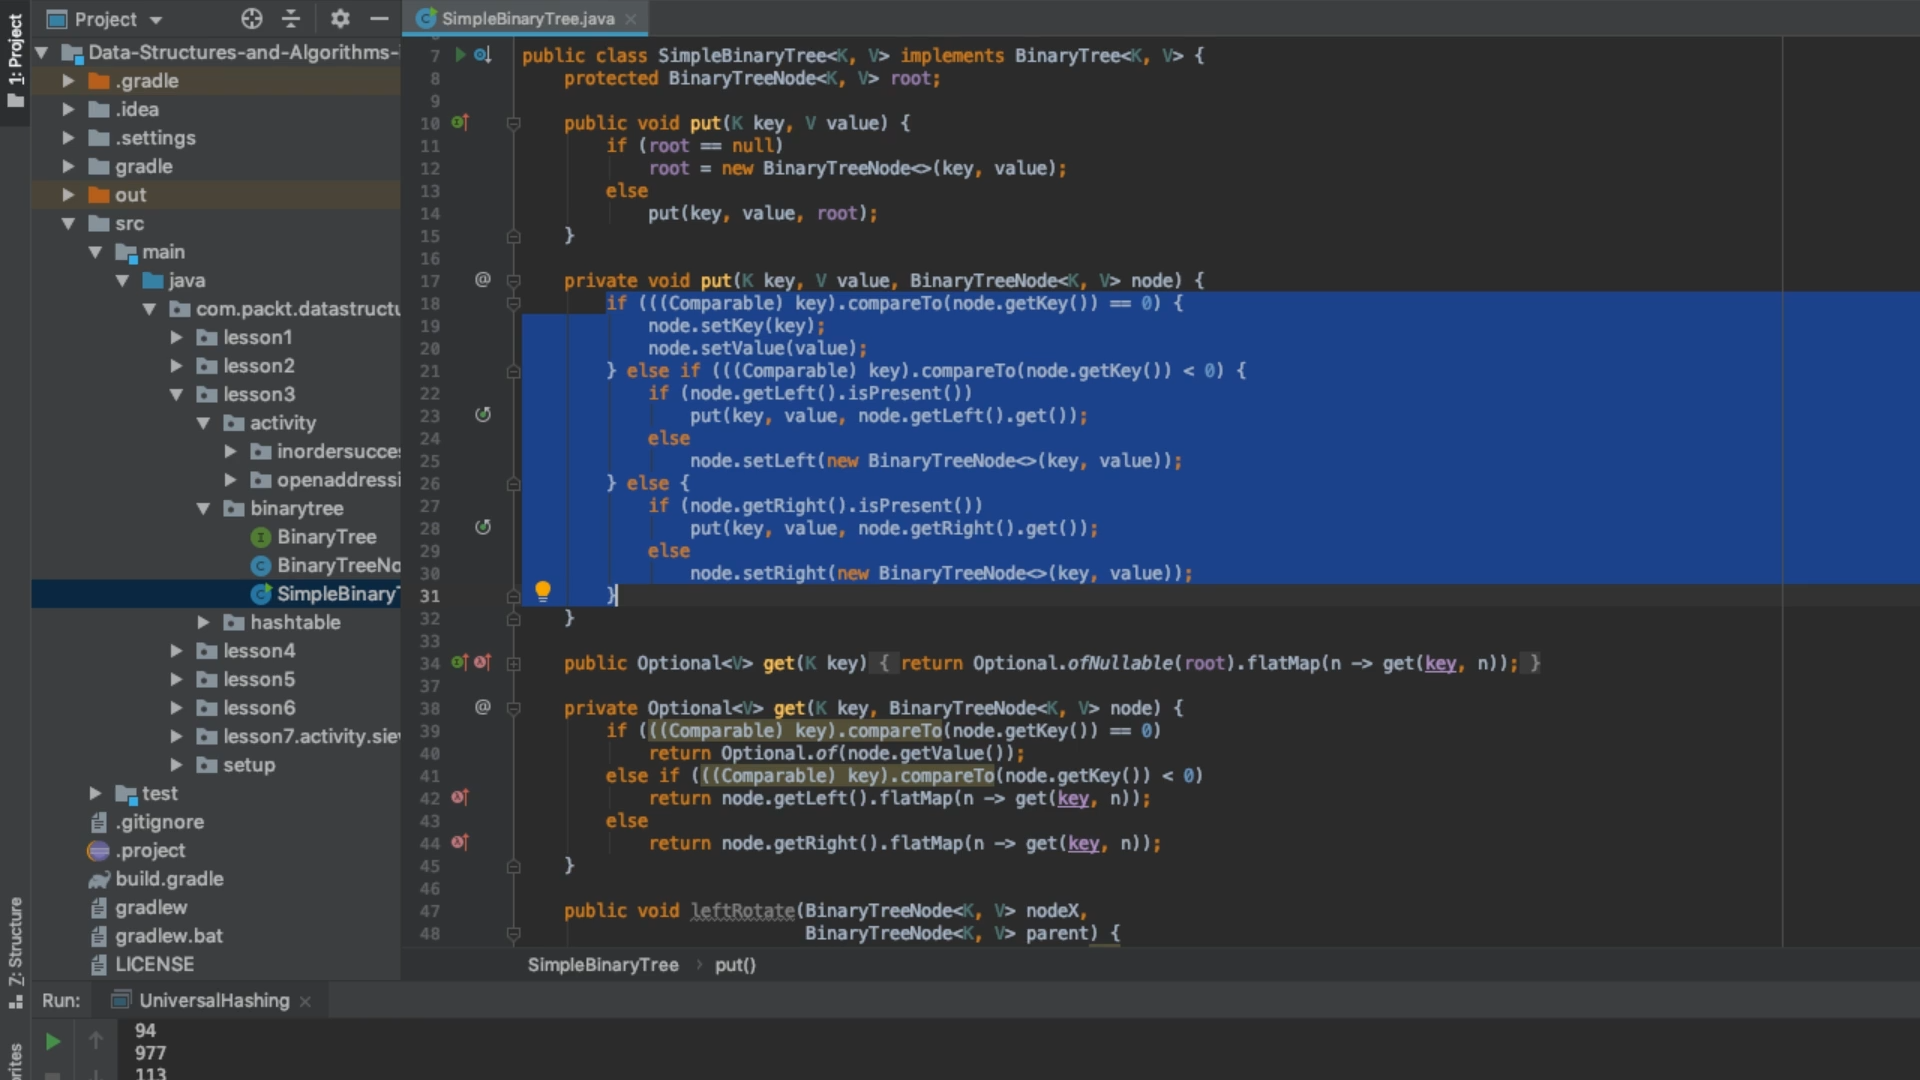 1: Project
Z: Structure
Project
Data-Structures-and-Algorithms-
.gradle
.idea
.settings
gradle
out
src
main
java
com.packt.datastructu
lesson1
lesson2
lesson3
activity
inordersucces
openaddressi
binarytree
BinaryTree
BinaryTreeNo
SimpleBinaryT
hashtable
lesson4
lesson5
lesson6
lesson7.activity.sie
setup
test
.gitignore
.project
build.gradle
gradlew
gradlew.bat
LICENSE
SimpleBinaryTree.java
7 public class SimpleBinaryTree<K, V> implements BinaryTree<K, V> {
8 protected BinaryTreeNode<K, V> root;
9
10 public void put(K key, V value) {
11 if (root == null)
12 root = new BinaryTreeNode<>(key, value);
13 else
14 put(key, value, root);
15 }
16
17 @ private void put(K key, V value, BinaryTreeNode<K, V> node) {
18 if (((Comparable) key).compareTo(node.getKey()) == 0) {
19 node.setKey(key);
20 node.setValue(value);
21 } else if (((Comparable) key).compareTo(node.getKey()) < 0) {
22 if (node.getLeft().isPresent())
23 put(key, value, node.getLeft().get());
24 else
25 node.setLeft(new BinaryTreeNode<>(key, value));
26 } else {
27 if (node.getRight().isPresent())
28 put(key, value, node.getRight().get());
29 else
30 node.setRight(new BinaryTreeNode<>(key, value));
31 }
32 }
33
34 public Optional<V> get(K key) { return Optional.ofNullable(root).flatMap(n -> get(key, n)); }
37
38 @ private Optional<V> get(K key, BinaryTreeNode<K, V> node) {
39 if (((Comparable) key).compareTo(node.getKey()) == 0)
40 return Optional.of(node.getValue());
41 else if (((Comparable) key).compareTo(node.getKey()) < 0)
42 return node.getLeft().flatMap(n -> get(key, n));
43 else
44 return node.getRight().flatMap(n -> get(key, n));
45 }
46
47 public void leftRotate(BinaryTreeNode<K, V> nodeX,
48 BinaryTreeNode<K, V> parent) {
SimpleBinaryTree > put()
Run: UniversalHashing
94
977
113